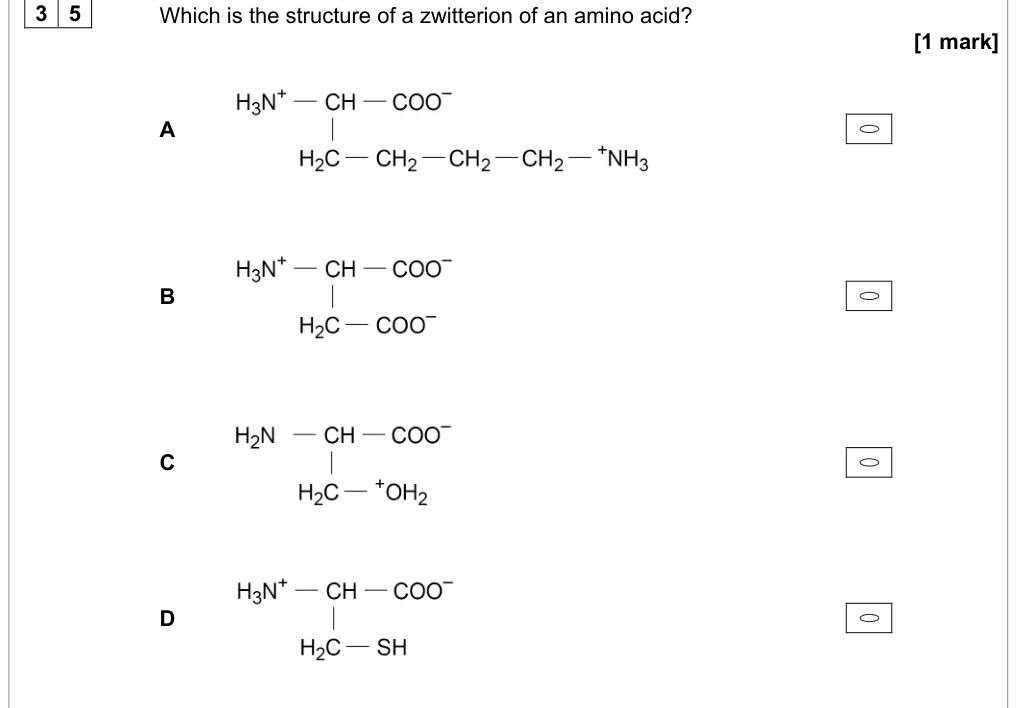 3 5 Which is the structure of a zwitterion of an amino acid?
[1 mark]
H₃N⁺ — CH — COO⁻
A
H₂C — CH₂ — CH₂ — CH₂ — ⁺NH₃
H₃N⁺ — CH — COO⁻
B
H₂C — COO⁻
H₂N — CH — COO⁻
C
H₂C — ⁺OH₂
H₃N⁺ — CH — COO⁻
D
H₂C — SH